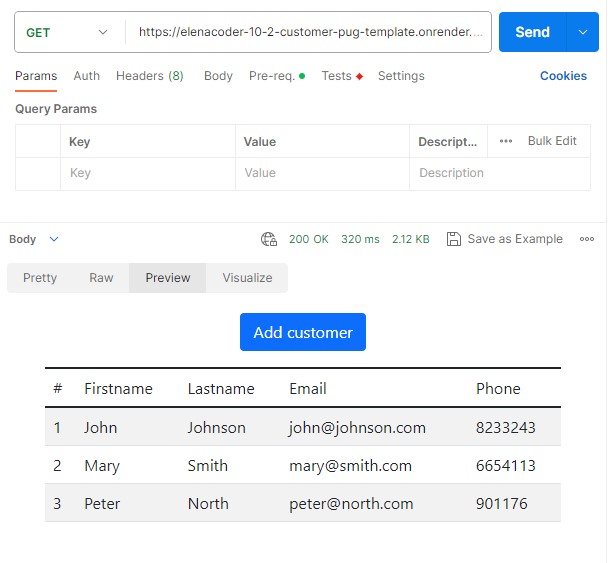 GET https://elenacoder-10-2-customer-pug-template.onrender.... Send
Params Auth Headers (8) Body Pre-req. Tests Settings Cookies
Query Params
Key Value Descript... Bulk Edit
Key Value Description
Body 200 OK 320 ms 2.12 KB Save as Example
Pretty Raw Preview Visualize
Add customer
# Firstname Lastname Email Phone
1 John Johnson john@johnson.com 8233243
2 Mary Smith mary@smith.com 6654113
3 Peter North peter@north.com 901176